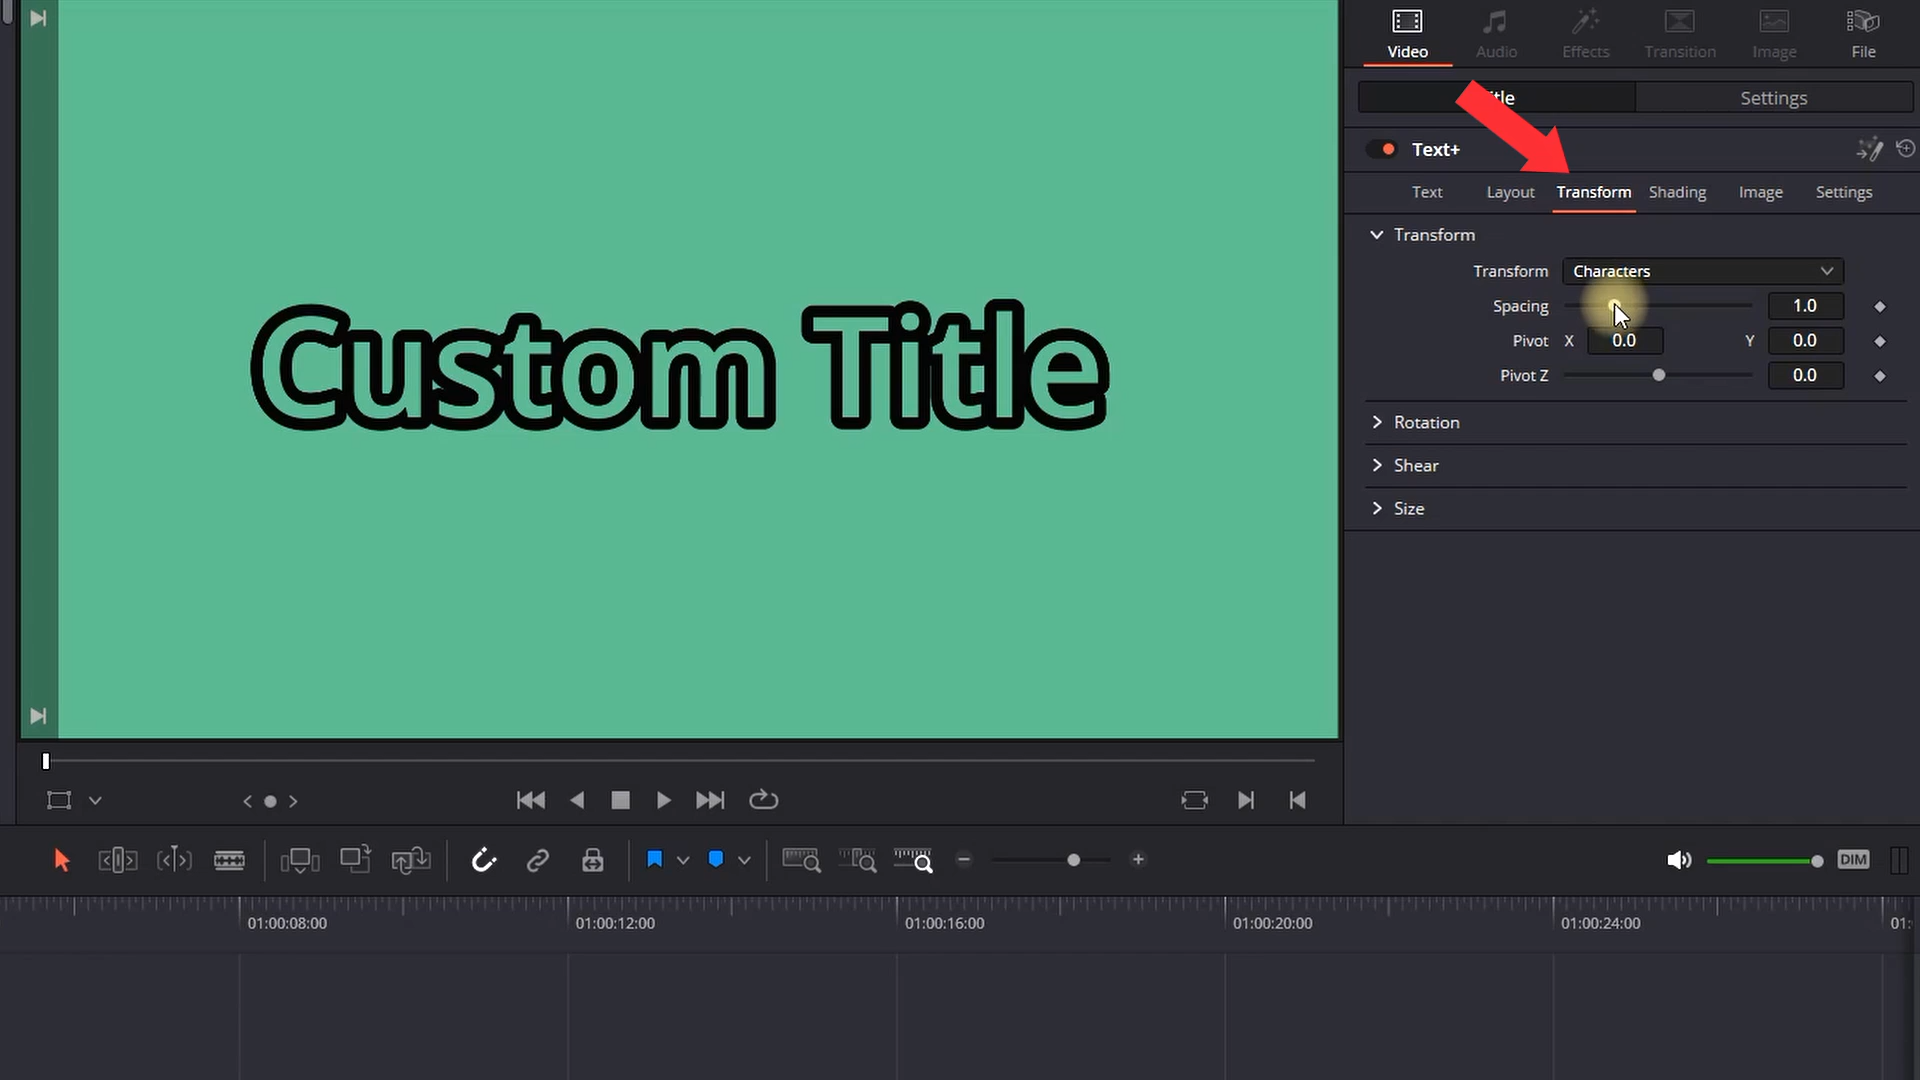 Video Audio Effects Transition Image File
tle Settings
Text+
Text Layout Transform Shading Image Settings
Transform
Transform Characters
Spacing 1.0
Pivot X 0.0 Y 0.0
Pivot Z 0.0
Rotation
Shear
Size
Custom Title
DIM
01:00:08:00 01:00:12:00 01:00:16:00 01:00:20:00 01:00:24:00 01: